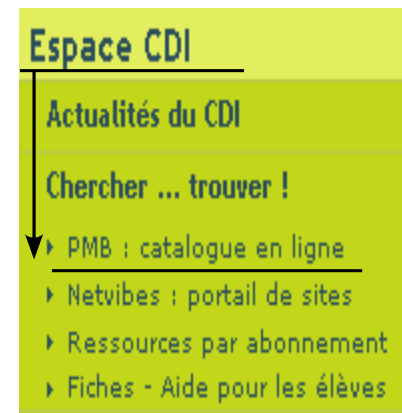 Espace CDI
Actualités du CDI
Chercher ... trouver !
PMB : catalogue en ligne
Netvibes : portail de sites
Ressources par abonnement
Fiches - Aide pour les élèves